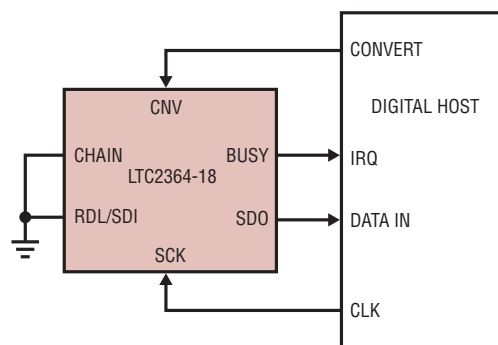 CONVERT
CNV
DIGITAL HOST
CHAIN
BUSY
IRQ
LTC2364-18
RDL/SDI
SDO
DATA IN
SCK
CLK